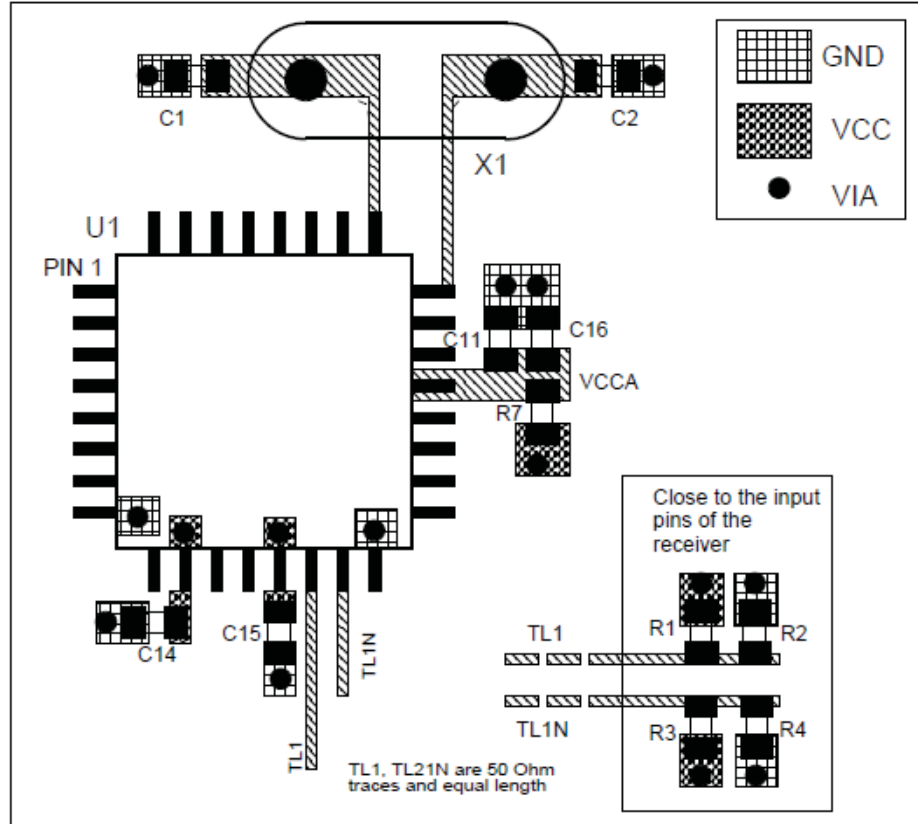 GND
VCC
VIA
C1
C2
X1
U1
PIN 1
C11
C16
VCCA
R7
Close to the input
pins of the
receiver
C14
C15
TL1
TL1N
TL1
R1
R2
TL1N
R3
R4
TL1, TL21N are 50 Ohm
traces and equal length